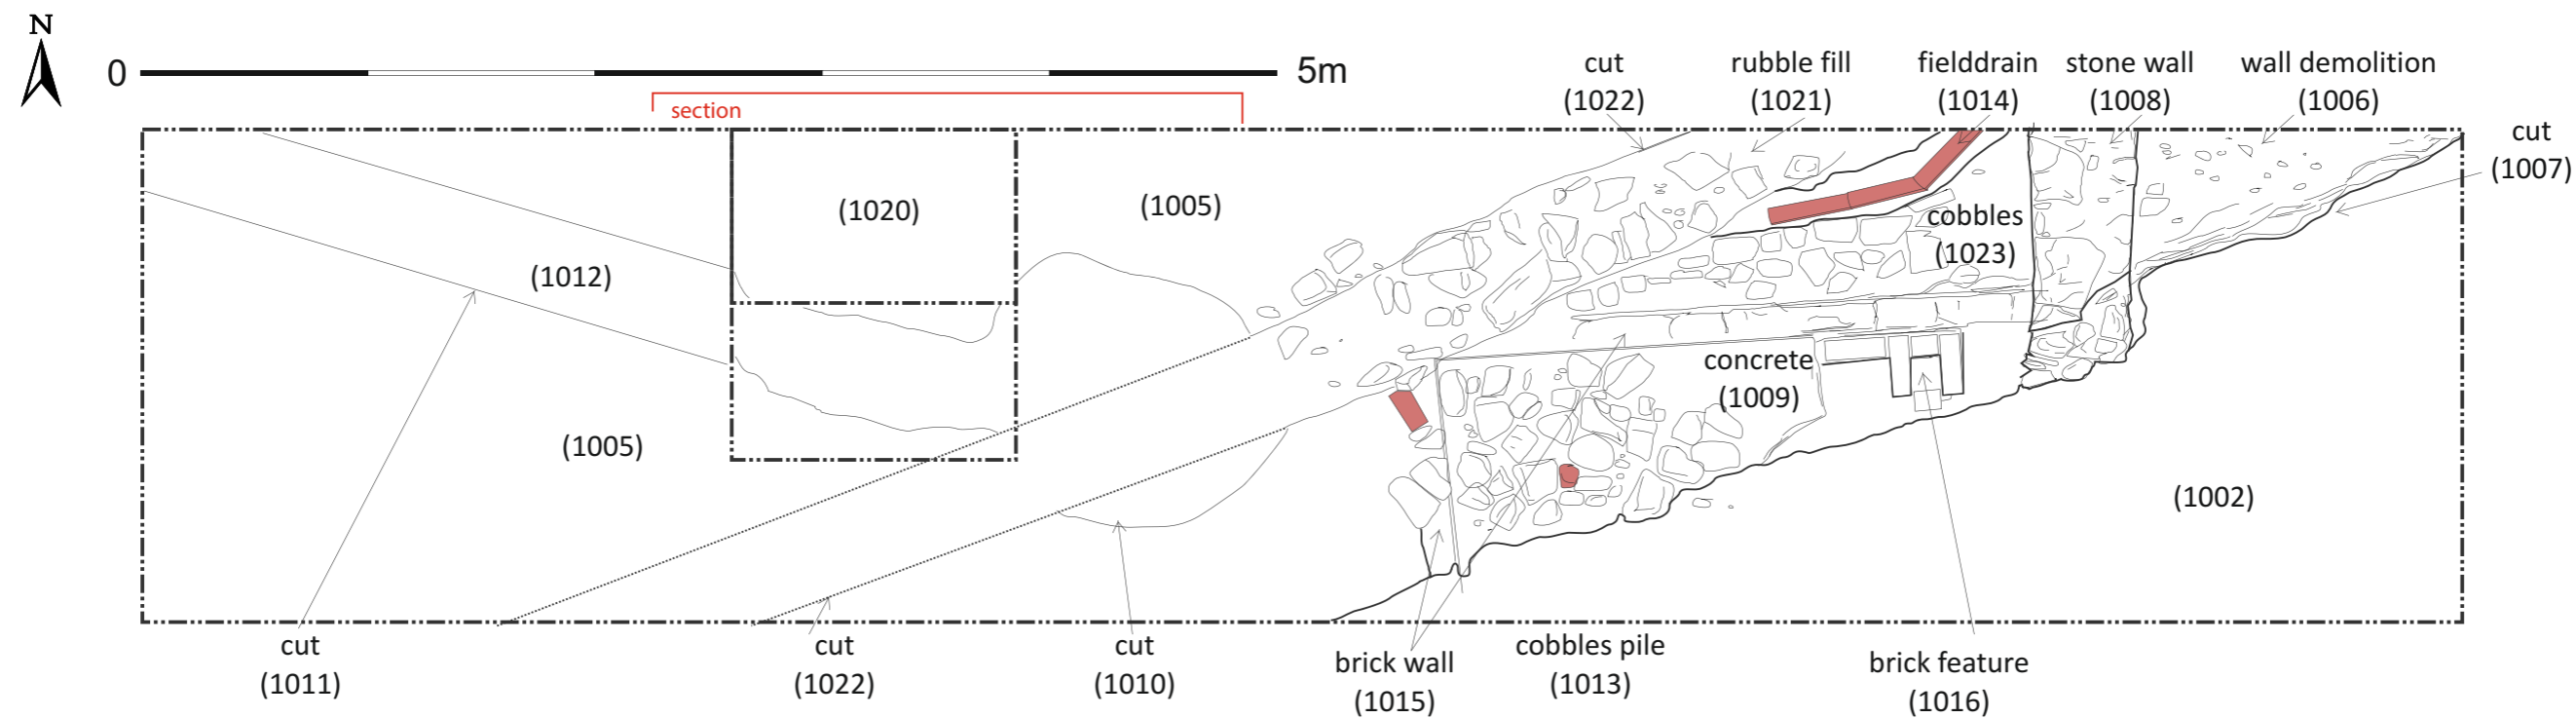 N
0
5m
section
cut
(1022)
rubble fill
(1021)
fielddrain
(1014)
stone wall
(1008)
wall demolition
(1006)
cut
(1007)
(1020)
(1005)
cobbles
(1023)
(1012)
concrete
(1009)
(1005)
(1002)
cut
(1011)
cut
(1022)
cut
(1010)
brick wall
(1015)
cobbles pile
(1013)
brick feature
(1016)